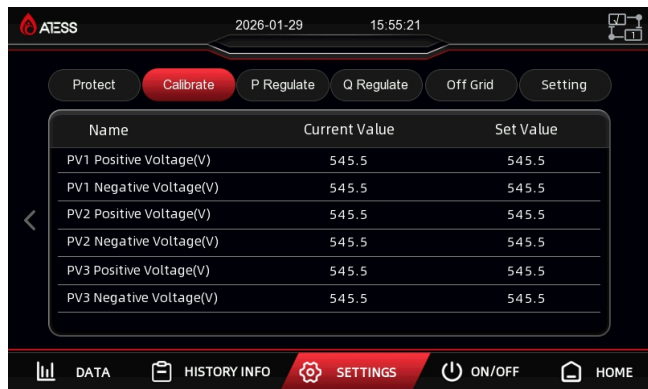 ATESS 2026-01-29 15:55:21
1
Protect Calibrate P Regulate Q Regulate Off Grid Setting
Name Current Value Set Value
PV1 Positive Voltage(V) 545.5 545.5
PV1 Negative Voltage(V) 545.5 545.5
PV2 Positive Voltage(V) 545.5 545.5
PV2 Negative Voltage(V) 545.5 545.5
PV3 Positive Voltage(V) 545.5 545.5
PV3 Negative Voltage(V) 545.5 545.5
DATA HISTORY INFO SETTINGS ON/OFF HOME